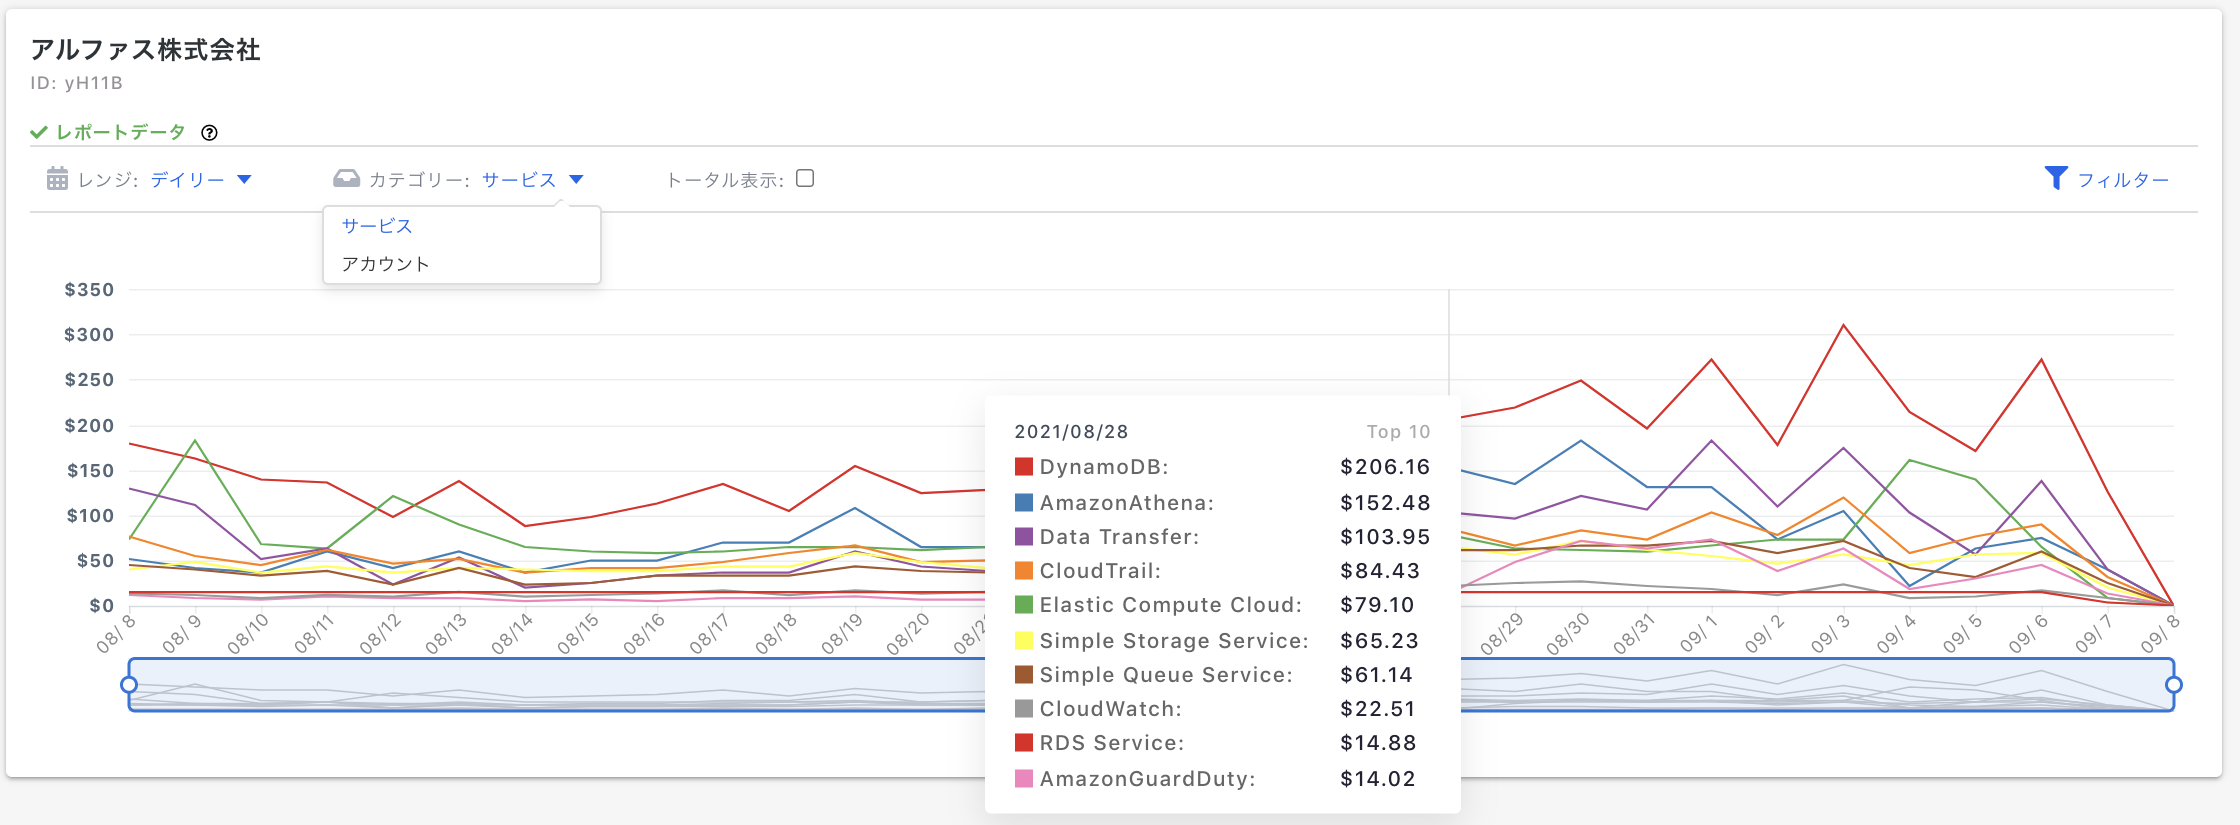 アルファス株式会社
ID: yH11B
レポートデータ ?
レンジ: デイリー カテゴリー: サービス トータル表示: フィルター
サービス
アカウント
$350
$300
$250
$200
$150
$100
$50
$0
08/ 8 08/ 9 08/10 08/11 08/12 08/13 08/14 08/15 08/16 08/17 08/18 08/19 08/20 08/29 08/30 08/31 09/ 1 09/ 2 09/ 3 09/ 4 09/ 5 09/ 6 09/ 7 09/ 8
2021/08/28 Top 10
DynamoDB: $206.16
AmazonAthena: $152.48
Data Transfer: $103.95
CloudTrail: $84.43
Elastic Compute Cloud: $79.10
Simple Storage Service: $65.23
Simple Queue Service: $61.14
CloudWatch: $22.51
RDS Service: $14.88
AmazonGuardDuty: $14.02